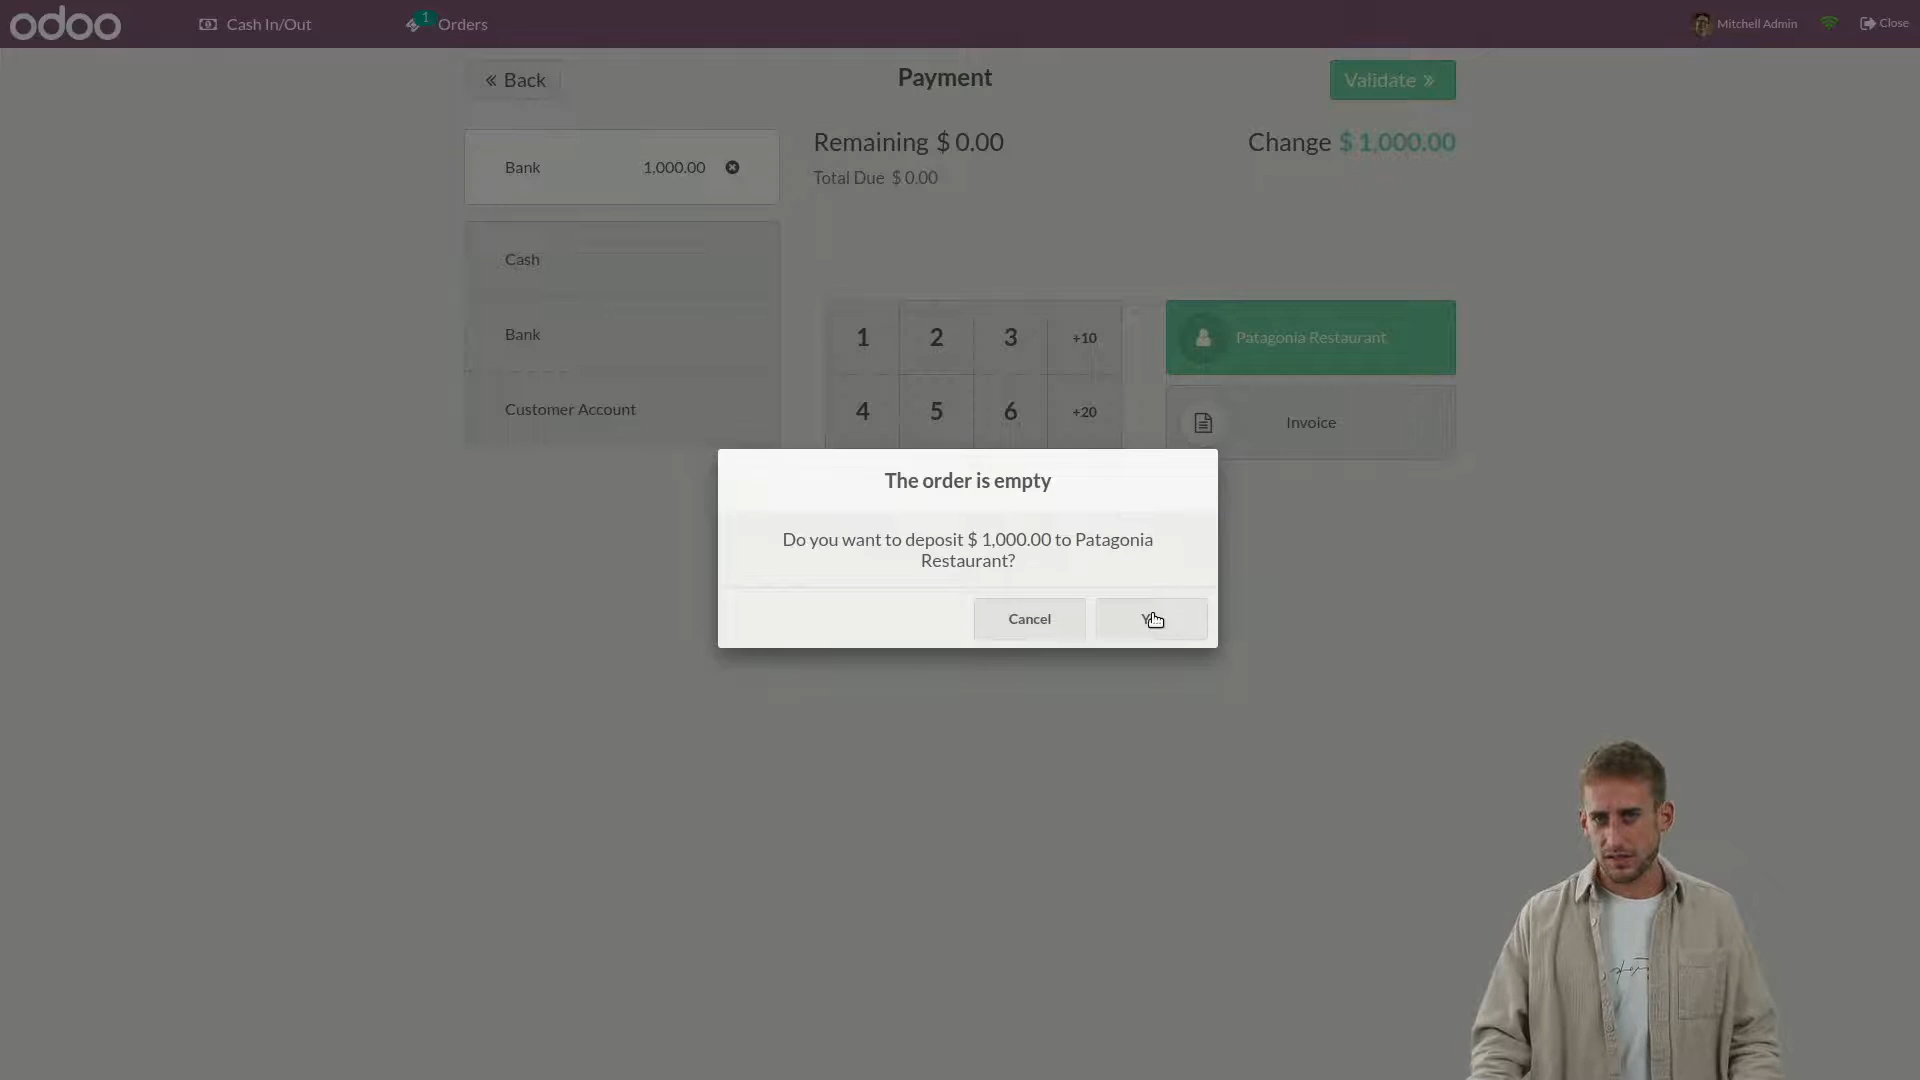 odoo
Cash In/Out
1
Orders
Mitchell Admin
Close
« Back
Payment
Validate »
Bank 1,000.00
Remaining $ 0.00
Change $ 1,000.00
Total Due $ 0.00
Cash
Bank
Customer Account
1 2 3 +10
4 5 6 +20
Patagonia Restaurant
Invoice
The order is empty
Do you want to deposit $ 1,000.00 to Patagonia
Restaurant?
Cancel